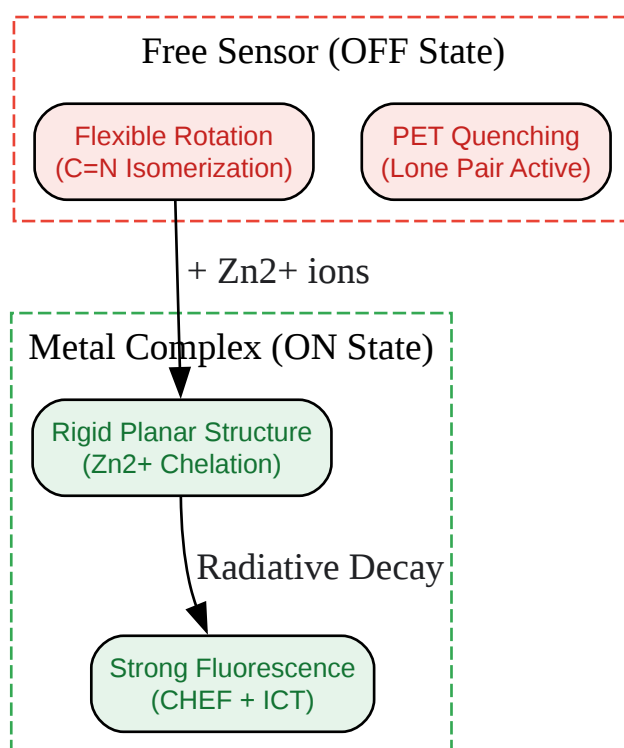 Free Sensor (OFF State)
Flexible Rotation
(C=N Isomerization)
PET Quenching
(Lone Pair Active)
+ Zn2+ ions
Metal Complex (ON State)
Rigid Planar Structure
(Zn2+ Chelation)
Radiative Decay
Strong Fluorescence
(CHEF + ICT)